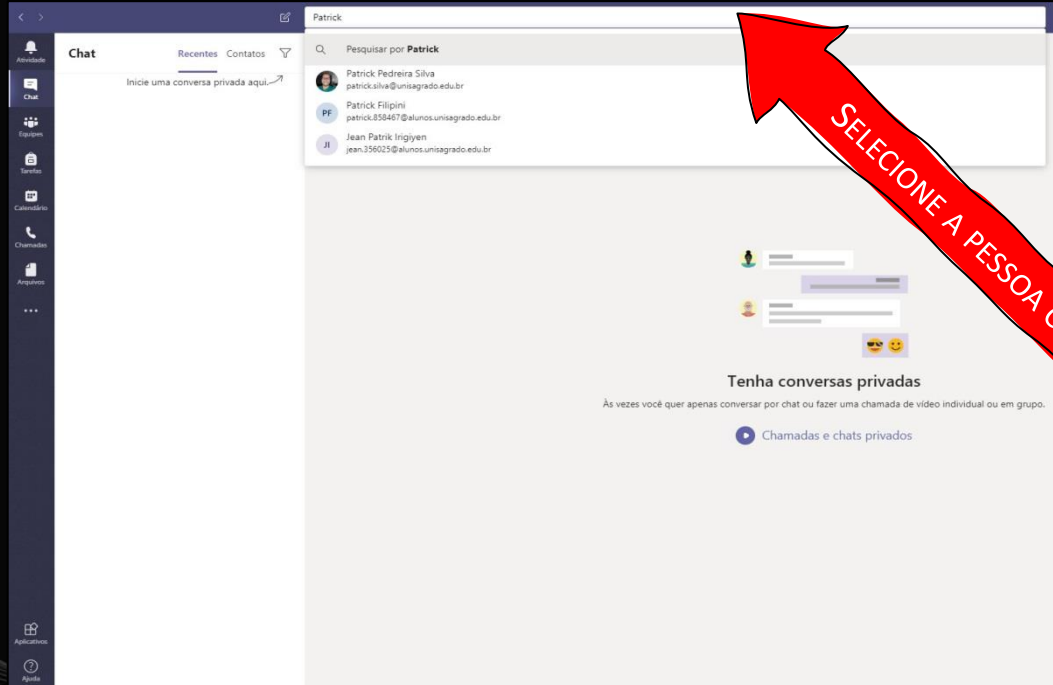 Patrick
Atividade
Chat
Equipes
Tarefas
Calendário
Chamadas
Arquivos
Aplicativos
Ajuda
Chat
Recentes Contatos
Inicie uma conversa privada aqui.
Pesquisar por Patrick
Patrick Pedreira Silva
patrick.silva@unisagrado.edu.br
PF
Patrick Filipini
patrick.858467@alunos.unisagrado.edu.br
JI
Jean Patrik Irigiyen
jean.356025@alunos.unisagrado.edu.br
SELECIONE A PESSOA
Tenha conversas privadas
Às vezes você quer apenas conversar por chat ou fazer uma chamada de vídeo individual ou em grupo.
Chamadas e chats privados